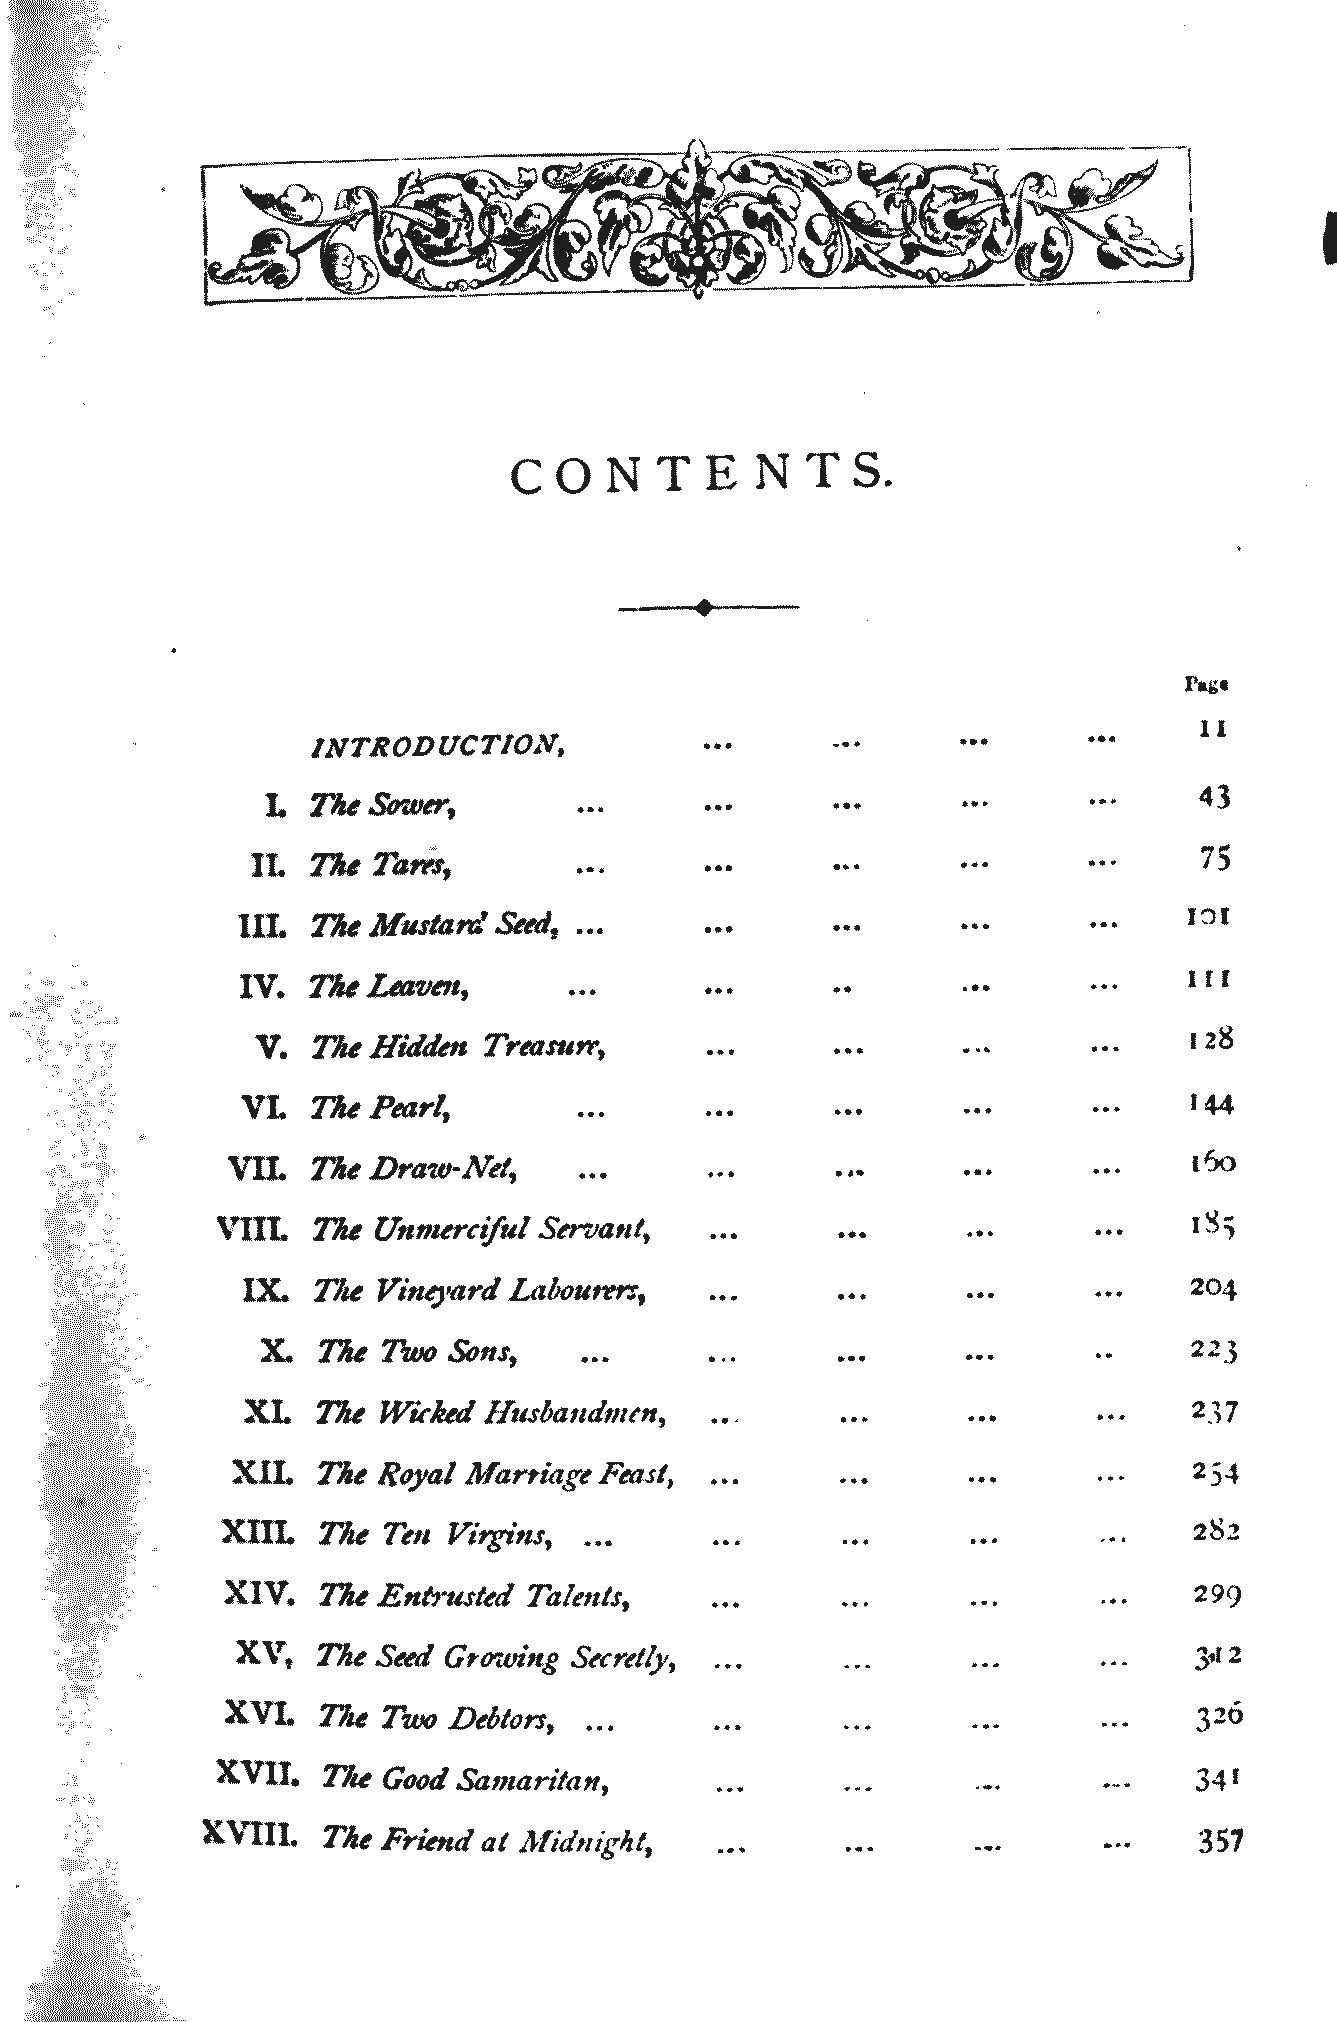 CONTENTS.
Page
INTRODUCTION, ... ... ... ... 11
I. The Sower, ... ... ... ... ... 43
II. The Tares, ... ... ... ... ... 75
III. The Mustard Seed, ... ... ... ... ... 101
IV. The Leaven, ... ... .. ... ... 111
V. The Hidden Treasure, ... ... ... ... 128
VI. The Pearl, ... ... ... ... ... 144
VII. The Draw-Net, ... ... ... ... ... 160
VIII. The Unmerciful Servant, ... ... ... ... 185
IX. The Vineyard Labourers, ... ... ... ... 204
X. The Two Sons, ... ... ... ... .. 223
XI. The Wicked Husbandmen, ... ... ... ... 237
XII. The Royal Marriage Feast, ... ... ... ... 254
XIII. The Ten Virgins, ... ... ... ... ... 282
XIV. The Entrusted Talents, ... ... ... ... 299
XV. The Seed Growing Secretly, ... ... ... ... 312
XVI. The Two Debtors, ... ... ... ... ... 326
XVII. The Good Samaritan, ... ... ... ... 341
XVIII. The Friend at Midnight, ... ... ... ... 357